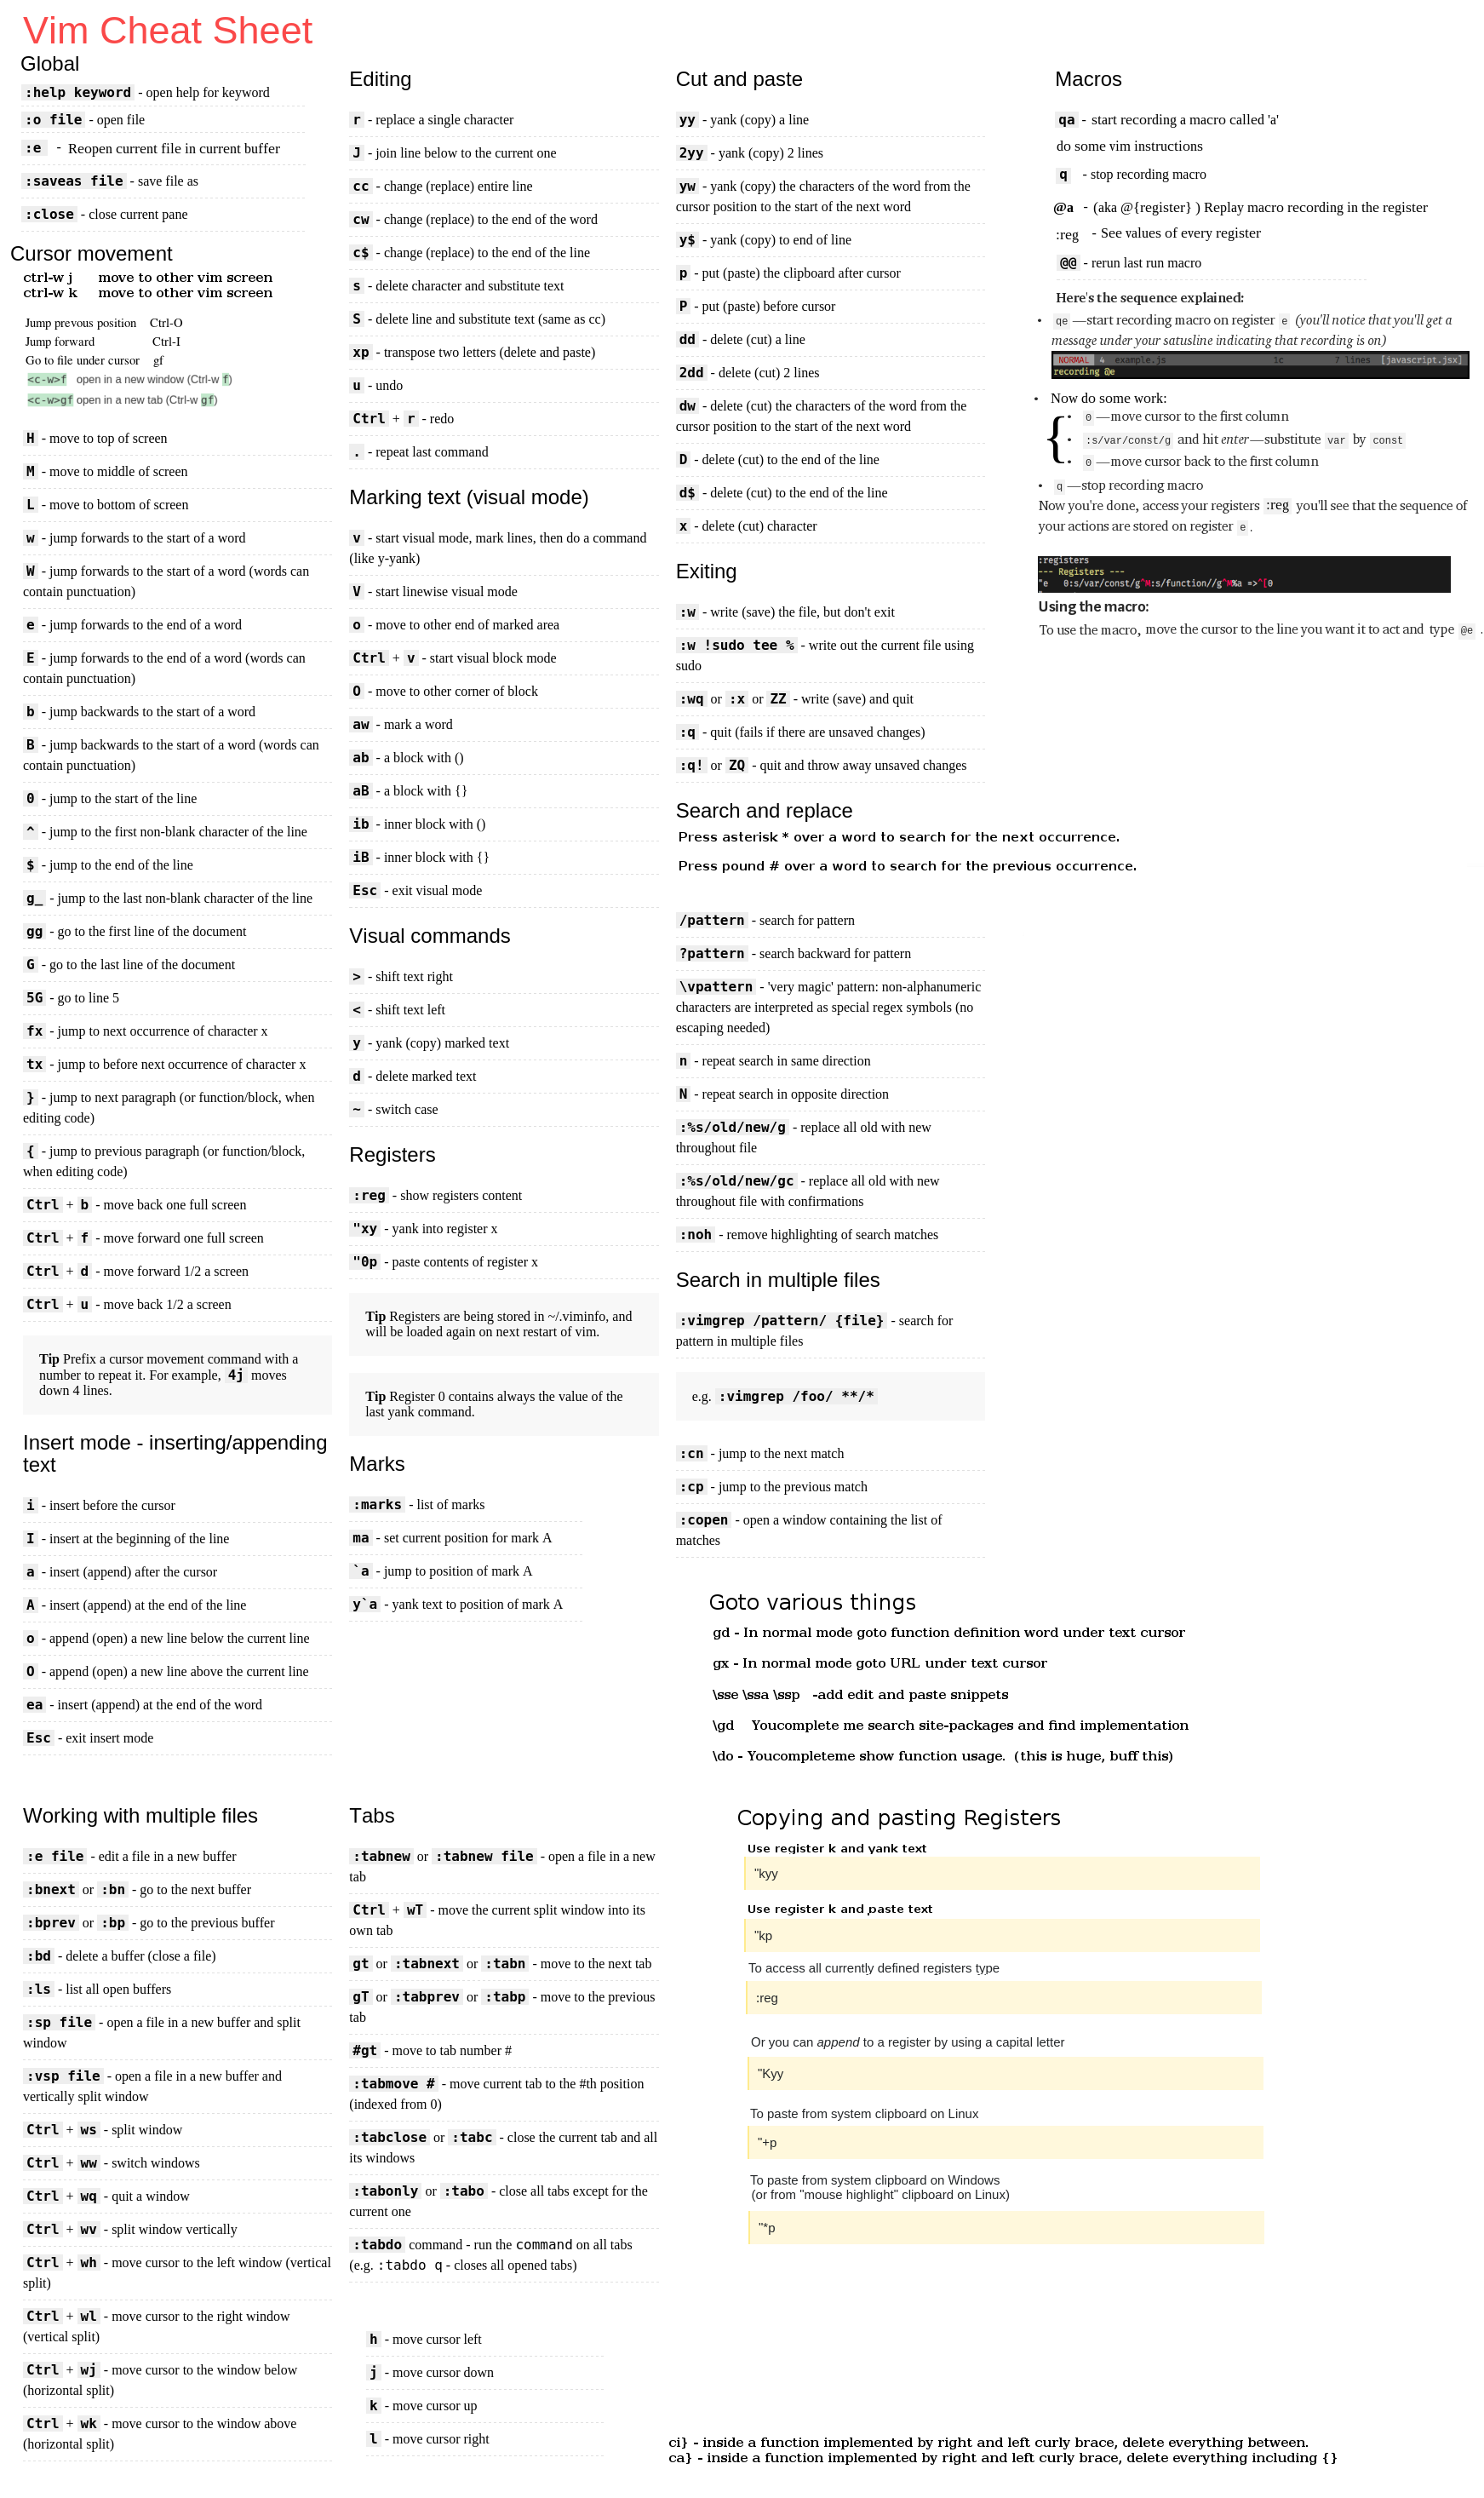 Vim Cheat Sheet
Global
:help keyword - open help for keyword
:o file - open file
:e - Reopen current file in current buffer
:saveas file - save file as
:close - close current pane
Cursor movement
ctrl-w j move to other vim screen
ctrl-w k move to other vim screen
Jump prevous position Ctrl-O
Jump forward Ctrl-I
Go to file under cursor gf
<c-w>f open in a new window (Ctrl-w f)
<c-w>gf open in a new tab (Ctrl-w gf)
H - move to top of screen
M - move to middle of screen
L - move to bottom of screen
w - jump forwards to the start of a word
W - jump forwards to the start of a word (words can
contain punctuation)
e - jump forwards to the end of a word
E - jump forwards to the end of a word (words can
contain punctuation)
b - jump backwards to the start of a word
B - jump backwards to the start of a word (words can
contain punctuation)
0 - jump to the start of the line
^ - jump to the first non-blank character of the line
$ - jump to the end of the line
g_ - jump to the last non-blank character of the line
gg - go to the first line of the document
G - go to the last line of the document
5G - go to line 5
fx - jump to next occurrence of character x
tx - jump to before next occurrence of character x
} - jump to next paragraph (or function/block, when
editing code)
{ - jump to previous paragraph (or function/block,
when editing code)
Ctrl + b - move back one full screen
Ctrl + f - move forward one full screen
Ctrl + d - move forward 1/2 a screen
Ctrl + u - move back 1/2 a screen
Tip Prefix a cursor movement command with a
number to repeat it. For example, 4j moves
down 4 lines.
Insert mode - inserting/appending
text
i - insert before the cursor
I - insert at the beginning of the line
a - insert (append) after the cursor
A - insert (append) at the end of the line
o - append (open) a new line below the current line
O - append (open) a new line above the current line
ea - insert (append) at the end of the word
Esc - exit insert mode
Editing
r - replace a single character
J - join line below to the current one
cc - change (replace) entire line
cw - change (replace) to the end of the word
c$ - change (replace) to the end of the line
s - delete character and substitute text
S - delete line and substitute text (same as cc)
xp - transpose two letters (delete and paste)
u - undo
Ctrl + r - redo
. - repeat last command
Marking text (visual mode)
v - start visual mode, mark lines, then do a command
(like y-yank)
V - start linewise visual mode
o - move to other end of marked area
Ctrl + v - start visual block mode
O - move to other corner of block
aw - mark a word
ab - a block with ()
aB - a block with {}
ib - inner block with ()
iB - inner block with {}
Esc - exit visual mode
Visual commands
> - shift text right
< - shift text left
y - yank (copy) marked text
d - delete marked text
~ - switch case
Registers
:reg - show registers content
"xy - yank into register x
"0p - paste contents of register x
Tip Registers are being stored in ~/.viminfo, and
will be loaded again on next restart of vim.
Tip Register 0 contains always the value of the
last yank command.
Marks
:marks - list of marks
ma - set current position for mark A
`a - jump to position of mark A
y`a - yank text to position of mark A
Cut and paste
yy - yank (copy) a line
2yy - yank (copy) 2 lines
yw - yank (copy) the characters of the word from the
cursor position to the start of the next word
y$ - yank (copy) to end of line
p - put (paste) the clipboard after cursor
P - put (paste) before cursor
dd - delete (cut) a line
2dd - delete (cut) 2 lines
dw - delete (cut) the characters of the word from the
cursor position to the start of the next word
D - delete (cut) to the end of the line
d$ - delete (cut) to the end of the line
x - delete (cut) character
Exiting
:w - write (save) the file, but don't exit
:w !sudo tee % - write out the current file using
sudo
:wq or :x or ZZ - write (save) and quit
:q - quit (fails if there are unsaved changes)
:q! or ZQ - quit and throw away unsaved changes
Search and replace
Press asterisk * over a word to search for the next occurrence.
Press pound # over a word to search for the previous occurrence.
/pattern - search for pattern
?pattern - search backward for pattern
\vpattern - 'very magic' pattern: non-alphanumeric
characters are interpreted as special regex symbols (no
escaping needed)
n - repeat search in same direction
N - repeat search in opposite direction
:%s/old/new/g - replace all old with new
throughout file
:%s/old/new/gc - replace all old with new
throughout file with confirmations
:noh - remove highlighting of search matches
Search in multiple files
:vimgrep /pattern/ {file} - search for
pattern in multiple files
e.g. :vimgrep /foo/ **/*
:cn - jump to the next match
:cp - jump to the previous match
:copen - open a window containing the list of
matches
Macros
qa - start recording a macro called 'a'
do some vim instructions
q - stop recording macro
@a - (aka @{register} ) Replay macro recording in the register
:reg - See values of every register
@@ - rerun last run macro
Here's the sequence explained:
• qe —start recording macro on register e (you'll notice that you'll get a
message under your satusline indicating that recording is on)
NORMAL 4 example.js 1c 7 lines [javascript.jsx]
recording @e
• Now do some work:
{• 0 —move cursor to the first column
• :s/var/const/g and hit enter—substitute var by const
• 0 —move cursor back to the first column
• q —stop recording macro
Now you're done, access your registers :reg you'll see that the sequence of
your actions are stored on register e.
:registers
--- Registers ---
"e 0:s/var/const/g^M:s/function//g^M%a =>^[0
Using the macro:
To use the macro, move the cursor to the line you want it to act and type @e .
Goto various things
gd - In normal mode goto function definition word under text cursor
gx - In normal mode goto URL under text cursor
\sse \ssa \ssp -add edit and paste snippets
\gd Youcomplete me search site-packages and find implementation
\do - Youcompleteme show function usage. (this is huge, buff this)
Working with multiple files
:e file - edit a file in a new buffer
:bnext or :bn - go to the next buffer
:bprev or :bp - go to the previous buffer
:bd - delete a buffer (close a file)
:ls - list all open buffers
:sp file - open a file in a new buffer and split
window
:vsp file - open a file in a new buffer and
vertically split window
Ctrl + ws - split window
Ctrl + ww - switch windows
Ctrl + wq - quit a window
Ctrl + wv - split window vertically
Ctrl + wh - move cursor to the left window (vertical
split)
Ctrl + wl - move cursor to the right window
(vertical split)
Ctrl + wj - move cursor to the window below
(horizontal split)
Ctrl + wk - move cursor to the window above
(horizontal split)
Tabs
:tabnew or :tabnew file - open a file in a new
tab
Ctrl + wT - move the current split window into its
own tab
gt or :tabnext or :tabn - move to the next tab
gT or :tabprev or :tabp - move to the previous
tab
#gt - move to tab number #
:tabmove # - move current tab to the #th position
(indexed from 0)
:tabclose or :tabc - close the current tab and all
its windows
:tabonly or :tabo - close all tabs except for the
current one
:tabdo command - run the command on all tabs
(e.g. :tabdo q - closes all opened tabs)
h - move cursor left
j - move cursor down
k - move cursor up
l - move cursor right
Copying and pasting Registers
Use register k and yank text
"kyy
Use register k and paste text
"kp
To access all currently defined registers type
:reg
Or you can append to a register by using a capital letter
"Kyy
To paste from system clipboard on Linux
"+p
To paste from system clipboard on Windows
(or from "mouse highlight" clipboard on Linux)
"*p
ci} - inside a function implemented by right and left curly brace, delete everything between.
ca} - inside a function implemented by right and left curly brace, delete everything including {}